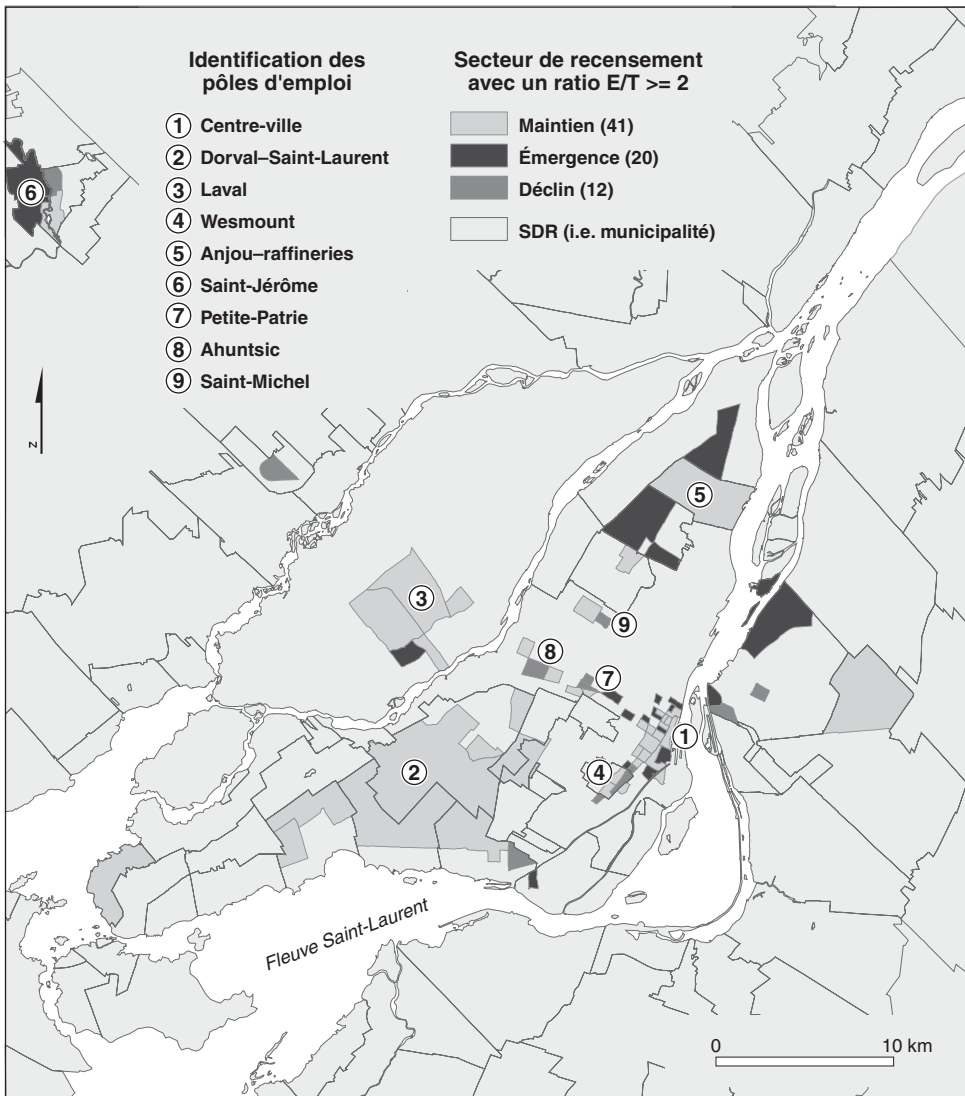 Identification des
pôles d'emploi
1 Centre-ville
2 Dorval–Saint-Laurent
3 Laval
4 Wesmount
5 Anjou–raffineries
6 Saint-Jérôme
7 Petite-Patrie
8 Ahuntsic
9 Saint-Michel
Secteur de recensement
avec un ratio E/T >= 2
Maintien (41)
Émergence (20)
Déclin (12)
SDR (i.e. municipalité)
6
N
5
3
9
8
7
1
2
4
Fleuve Saint-Laurent
0 10 km